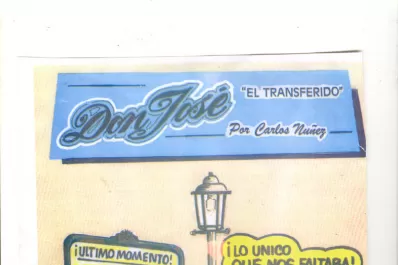 Don José
"EL TRANSFERIDO"
Por Carlos Nuñez
¡ULTIMO MOMENTO!
¡LO UNICO
QUE NOS FALTABA!